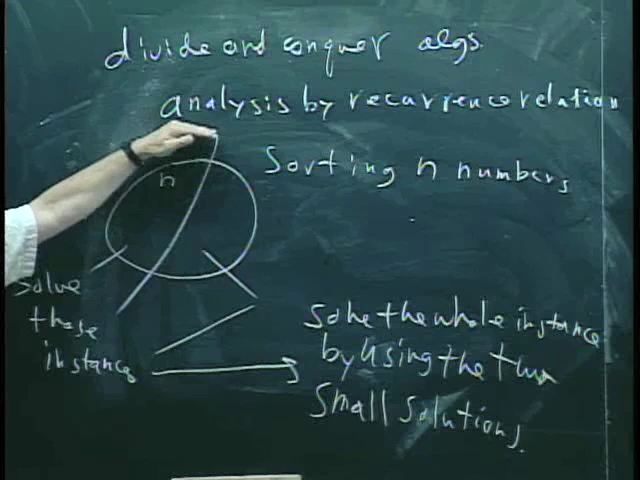 divide and conquer algs.
analysis by recurrence relation
Sorting n numbers
n
solve
these
instances
solve the whole instance
by using the two
small solutions.